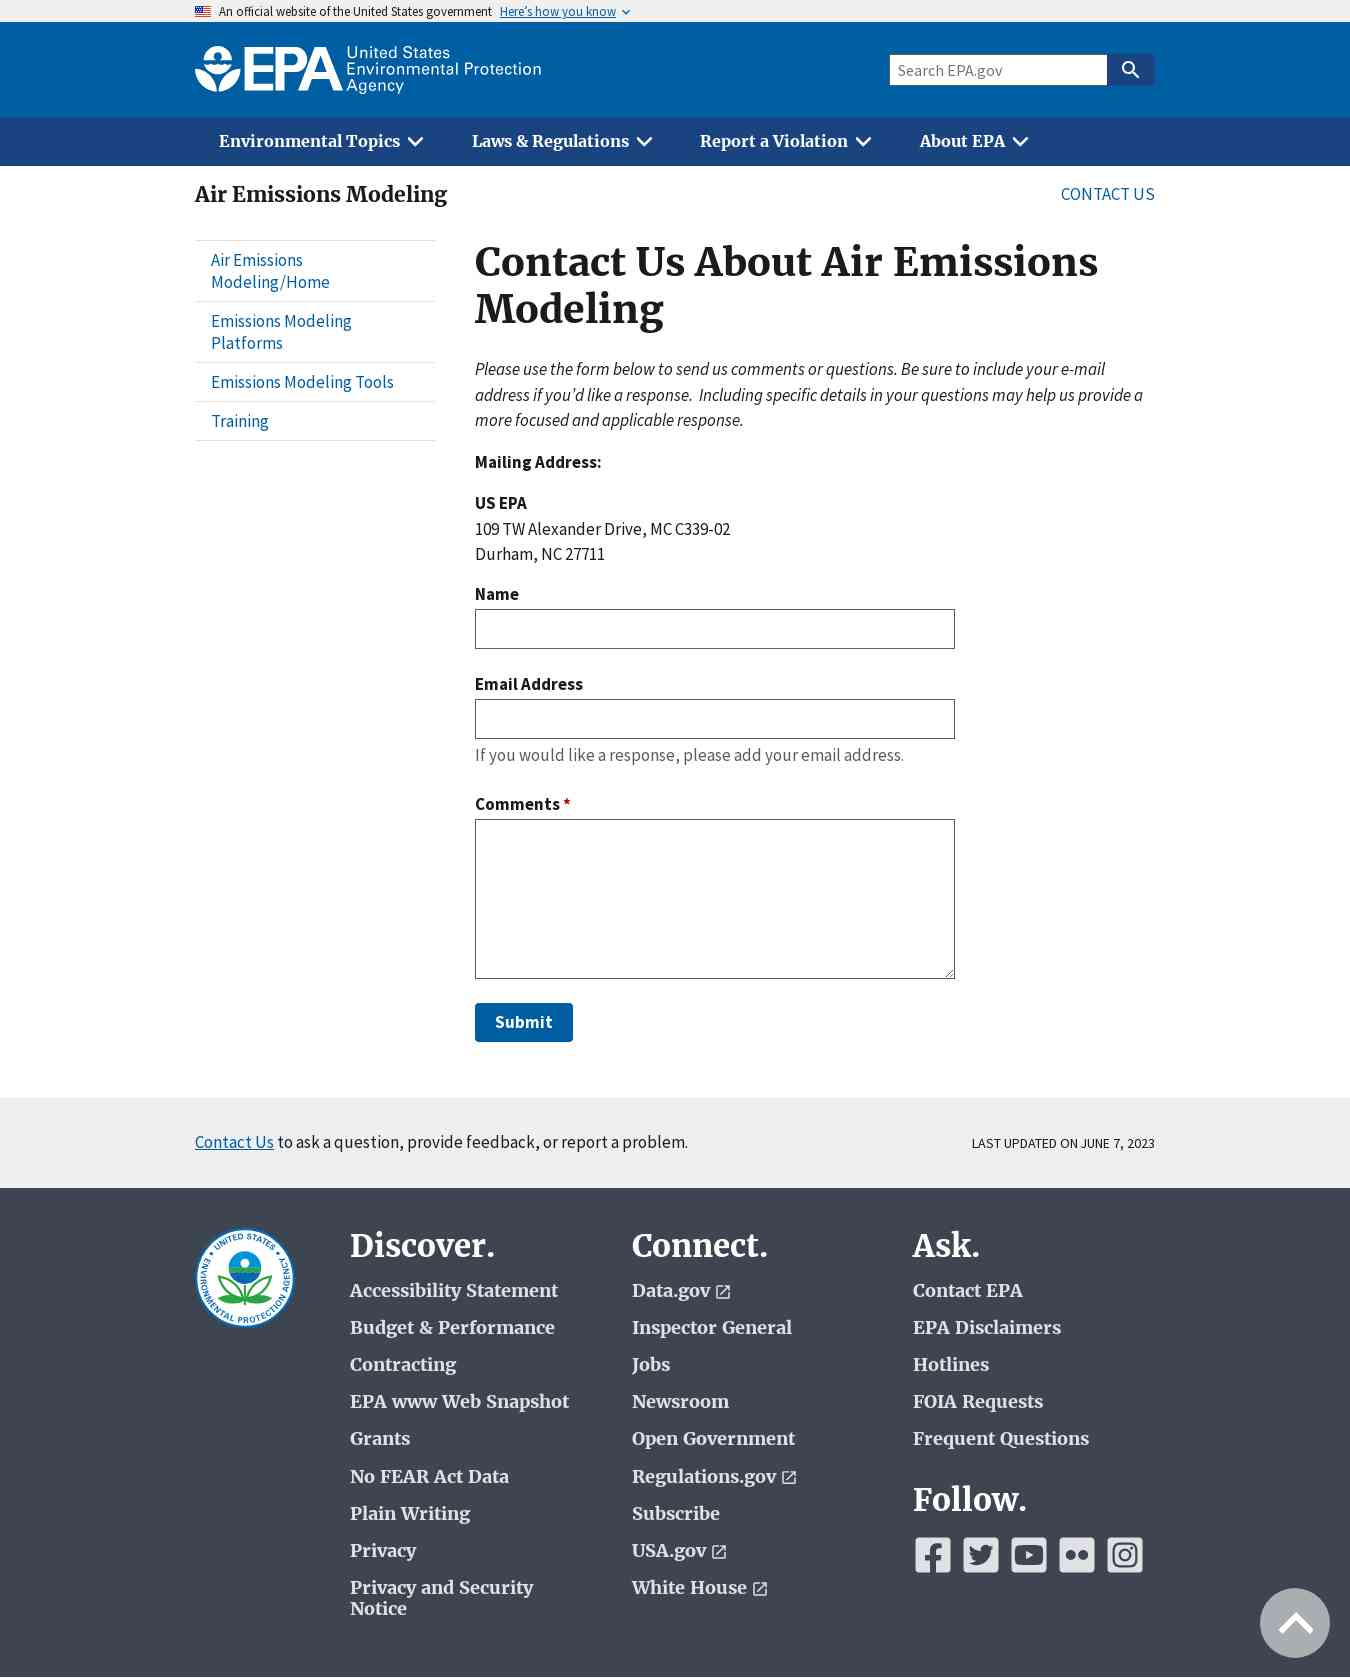 An official website of the United States government Here’s how you know
EPA United States
Environmental Protection
Agency
Search EPA.gov
Environmental Topics Laws & Regulations Report a Violation About EPA
Air Emissions Modeling
CONTACT US
Air Emissions
Modeling/Home
Emissions Modeling
Platforms
Emissions Modeling Tools
Training
Contact Us About Air Emissions
Modeling
Please use the form below to send us comments or questions. Be sure to include your e-mail
address if you’d like a response.  Including specific details in your questions may help us provide a
more focused and applicable response.
Mailing Address:
US EPA
109 TW Alexander Drive, MC C339-02
Durham, NC 27711
Name
Email Address
If you would like a response, please add your email address.
Comments *
Submit
Contact Us to ask a question, provide feedback, or report a problem.
LAST UPDATED ON JUNE 7, 2023
UNITED STATES
ENVIRONMENTAL PROTECTION AGENCY
Discover.
Accessibility Statement
Budget & Performance
Contracting
EPA www Web Snapshot
Grants
No FEAR Act Data
Plain Writing
Privacy
Privacy and Security
Notice
Connect.
Data.gov
Inspector General
Jobs
Newsroom
Open Government
Regulations.gov
Subscribe
USA.gov
White House
Ask.
Contact EPA
EPA Disclaimers
Hotlines
FOIA Requests
Frequent Questions
Follow.